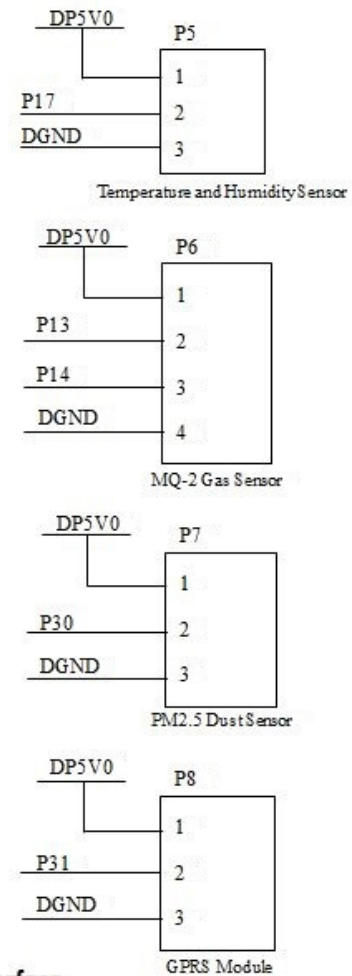 DP5V0
P5
1
P17
2
DGND
3
Temperature and Humidity Sensor
DP5V0
P6
1
P13
2
P14
3
DGND
4
MQ-2 Gas Sensor
DP5V0
P7
1
P30
2
DGND
3
PM2.5 Dust Sensor
DP5V0
P8
1
P31
2
DGND
3
GPRS Module